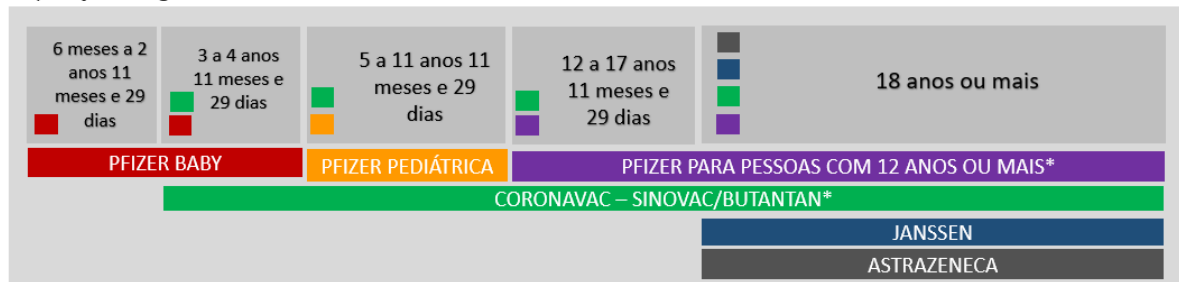 6 meses a 2
anos 11
meses e 29
dias
3 a 4 anos
11 meses e
29 dias
5 a 11 anos 11
meses e 29
dias
12 a 17 anos
11 meses e
29 dias
18 anos ou mais
PFIZER BABY
PFIZER PEDIÁTRICA
PFIZER PARA PESSOAS COM 12 ANOS OU MAIS*
CORONAVAC – SINOVAC/BUTANTAN*
JANSSEN
ASTRAZENECA